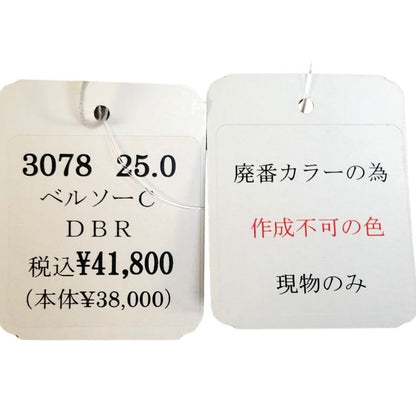 3078 25.0
ベルソーC
DBR
税込¥41,800
(本体¥38,000)
廃番カラーの為
作成不可の色
現物のみ